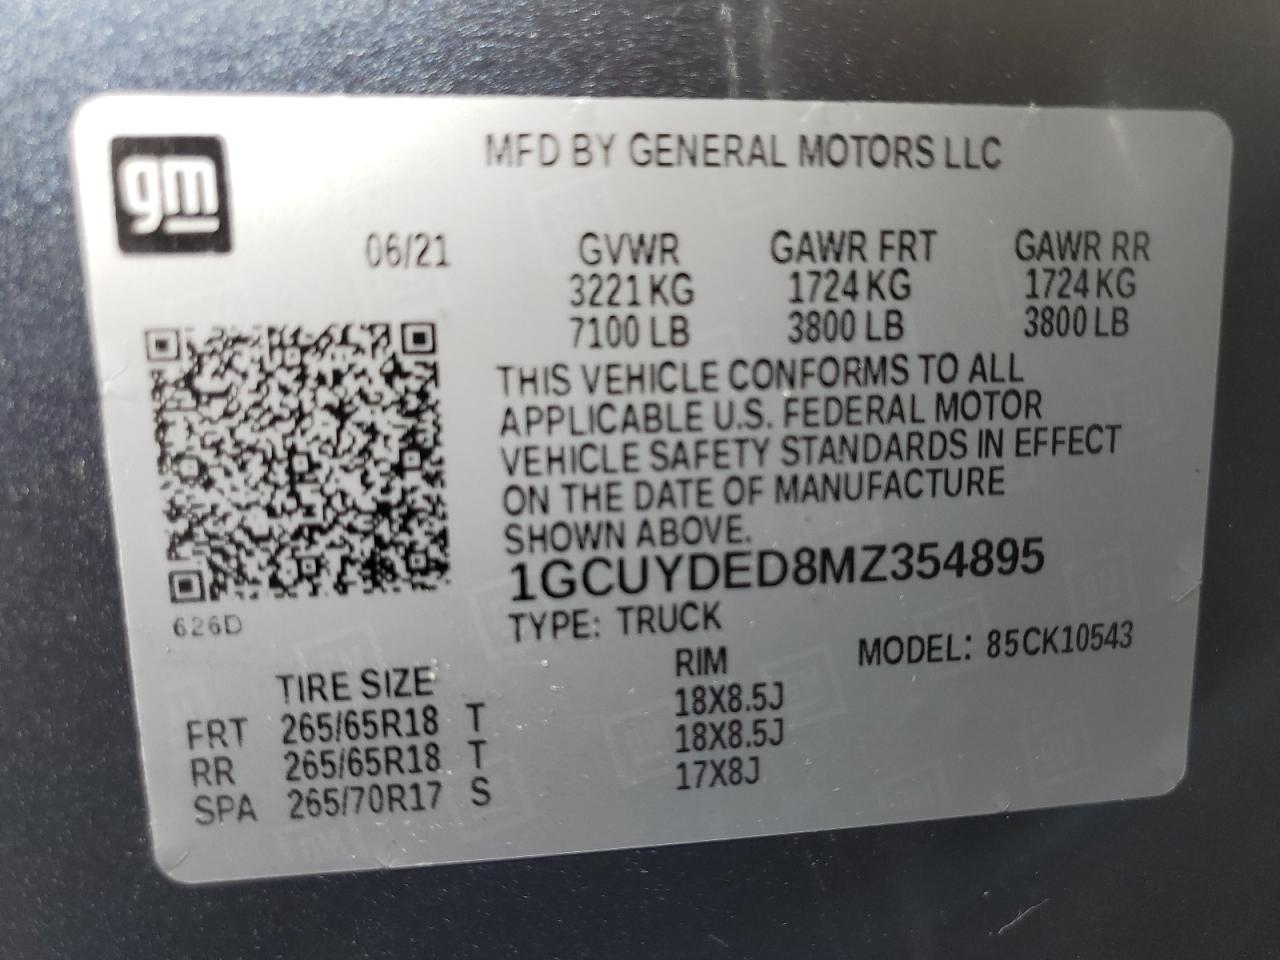 gm
MFD BY GENERAL MOTORS LLC
06/21 GVWR GAWR FRT GAWR RR
3221 KG 1724 KG 1724 KG
7100 LB 3800 LB 3800 LB
THIS VEHICLE CONFORMS TO ALL
APPLICABLE U.S. FEDERAL MOTOR
VEHICLE SAFETY STANDARDS IN EFFECT
ON THE DATE OF MANUFACTURE
SHOWN ABOVE.
1GCUYDED8MZ354895
626D
TYPE: TRUCK MODEL: 85CK10543
TIRE SIZE RIM
FRT 265/65R18 T 18X8.5J
RR 265/65R18 T 18X8.5J
SPA 265/70R17 S 17X8J